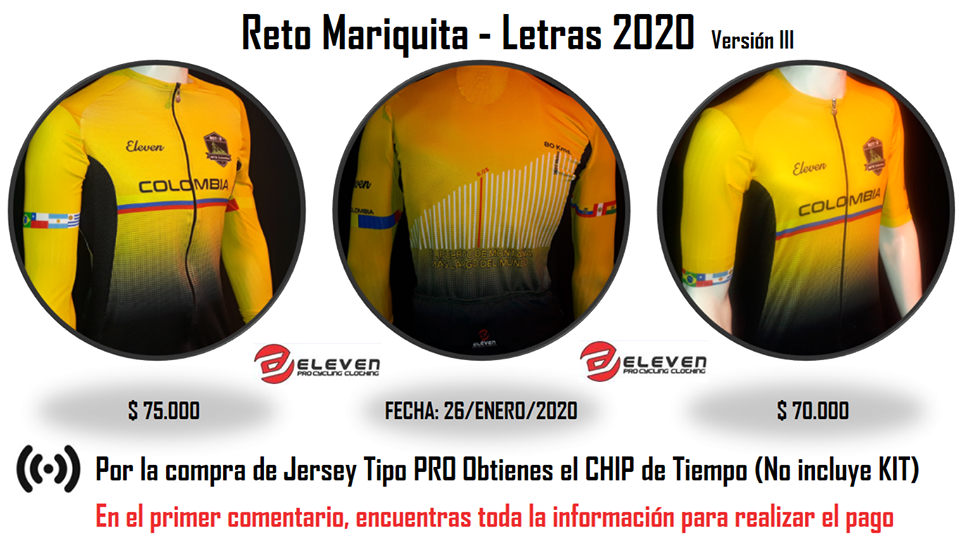 Reto Mariquita - Letras 2020 Versión III
Eleven
COLOMBIA
80 Kms.
COLOMBIA
Eleven
COLOMBIA
ELEVEN
PRO CYCLING CLOTHING
ELEVEN
PRO CYCLING CLOTHING
$ 75.000
FECHA: 26/ENERO/2020
$ 70.000
Por la compra de Jersey Tipo PRO Obtienes el CHIP de Tiempo (No incluye KIT)
En el primer comentario, encuentras toda la información para realizar el pago